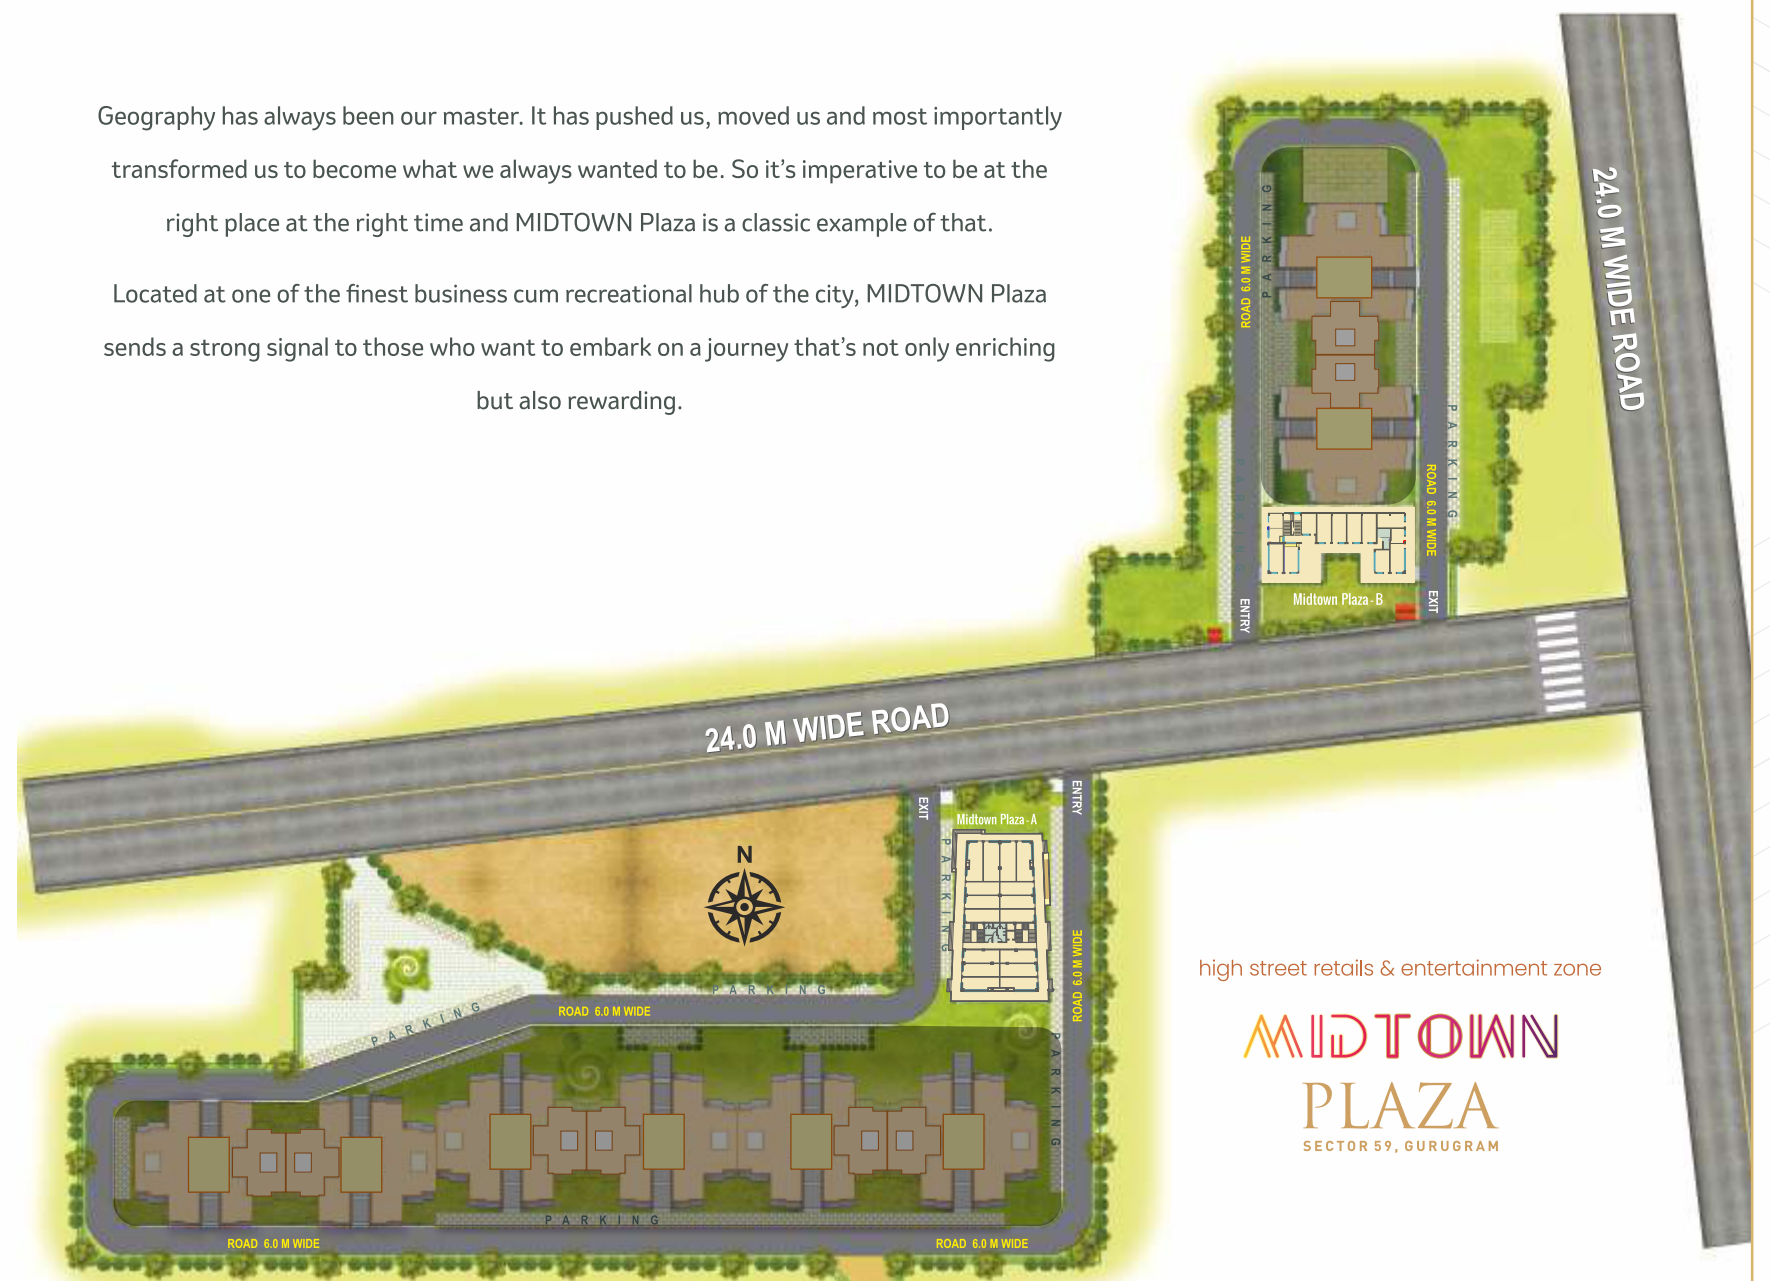 Geography has always been our master. It has pushed us, moved us and most importantly
transformed us to become what we always wanted to be. So it's imperative to be at the
right place at the right time and MIDTOWN Plaza is a classic example of that.
Located at one of the finest business cum recreational hub of the city, MIDTOWN Plaza
sends a strong signal to those who want to embark on a journey that's not only enriching
but also rewarding.
24.0 M WIDE ROAD
PARKING
ROAD 6.0 M WIDE
PARKING
ROAD 6.0 M WIDE
Midtown Plaza - B
ENTRY
EXIT
24.0 M WIDE ROAD
EXIT
ENTRY
Midtown Plaza - A
PARKING
N
ROAD 6.0 M WIDE
PARKING
ROAD 6.0 M WIDE
PARKING
PARKING
PARKING
ROAD 6.0 M WIDE
ROAD 6.0 M WIDE
high street retails & entertainment zone
MIDTOWN
PLAZA
SECTOR 59, GURUGRAM